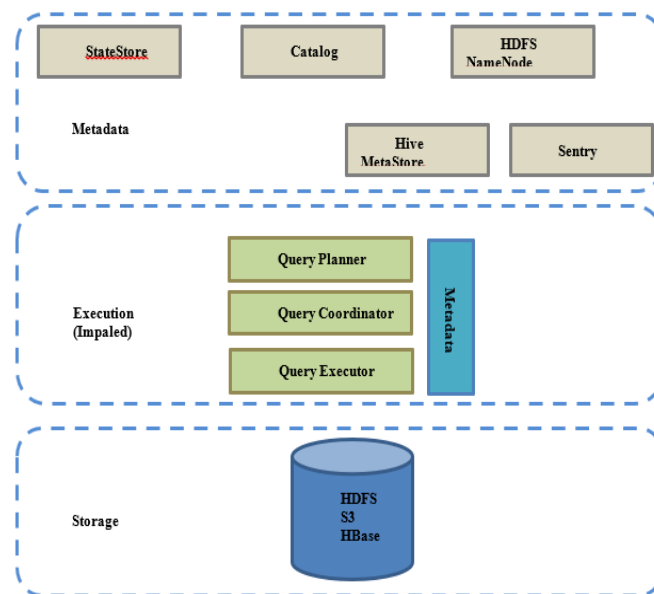 StateStore
Catalog
HDFS
NameNode
Metadata
Hive
MetaStore.
Sentry
Query Planner
Execution
(Impaled)
Query Coordinator
Query Executor
Metadata
Storage
HDFS
S3
HBase